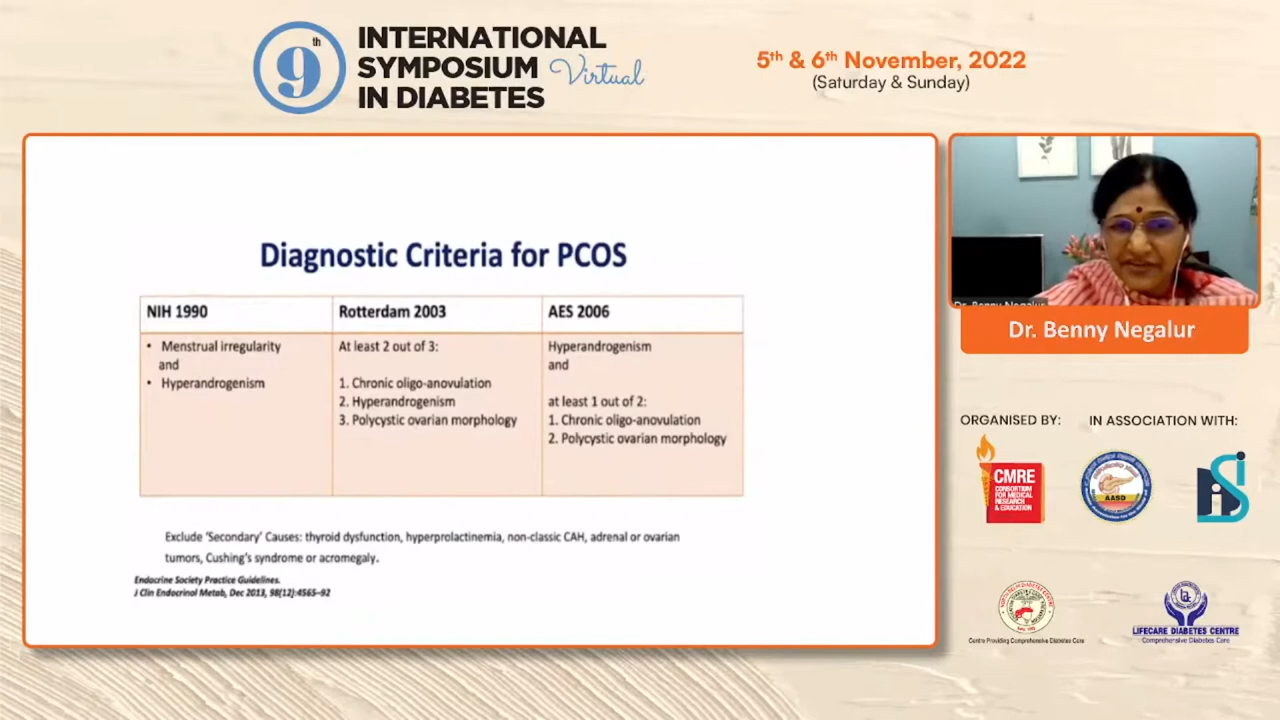 9th
INTERNATIONAL
SYMPOSIUM Virtual
IN DIABETES
5th & 6th November, 2022
(Saturday & Sunday)
Diagnostic Criteria for PCOS
NIH 1990
• Menstrual irregularity
and
• Hyperandrogenism
Rotterdam 2003
At least 2 out of 3:
1. Chronic oligo-anovulation
2. Hyperandrogenism
3. Polycystic ovarian morphology
AES 2006
Hyperandrogenism
and
at least 1 out of 2:
1. Chronic oligo-anovulation
2. Polycystic ovarian morphology
Exclude 'Secondary' Causes: thyroid dysfunction, hyperprolactinemia, non-classic CAH, adrenal or ovarian
tumors, Cushing's syndrome or acromegaly.
Endocrine Society Practice Guidelines.
J Clin Endocrinol Metab, Dec 2013, 98(12):4565–92
Dr. Benny Negalur
Dr. Benny Negalur
ORGANISED BY:
IN ASSOCIATION WITH:
CMRE
CONSORTIUM
FOR MEDICAL
RESEARCH
& EDUCATION
AASD
Centre Providing Comprehensive Diabetes Care
LIFECARE DIABETES CENTRE
Comprehensive Diabetes Care